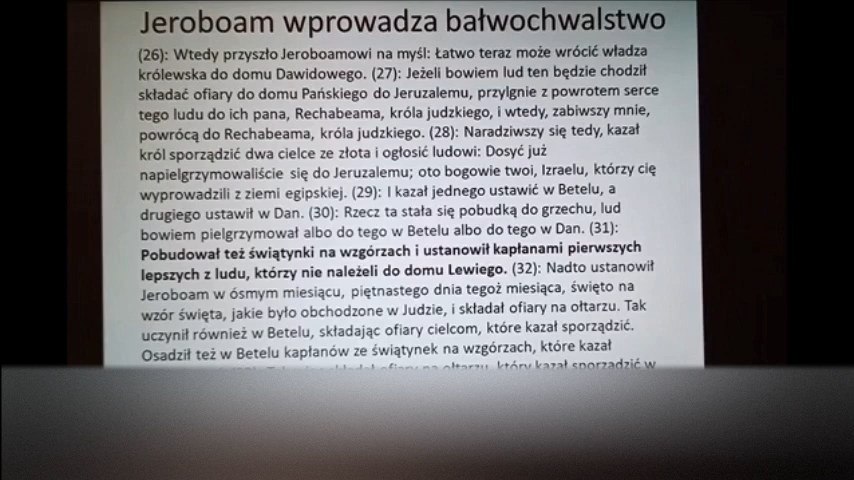 Jeroboam wprowadza bałwochwalstwo
(26): Wtedy przyszło Jeroboamowi na myśl: Łatwo teraz może wrócić władza
królewska do domu Dawidowego. (27): Jeżeli bowiem lud ten będzie chodził
składać ofiary do domu Pańskiego do Jeruzalemu, przylgnie z powrotem serce
tego ludu do ich pana, Rechabeama, króla judzkiego, i wtedy, zabiwszy mnie,
powrócą do Rechabeama, króla judzkiego. (28): Naradziwszy się tedy, kazał
król sporządzić dwa cielce ze złota i ogłosić ludowi: Dosyć już
napielgrzymowaliście się do Jeruzalemu; oto bogowie twoi, Izraelu, którzy cię
wyprowadzili z ziemi egipskiej. (29): I kazał jednego ustawić w Betelu, a
drugiego ustawił w Dan. (30): Rzecz ta stała się pobudką do grzechu, lud
bowiem pielgrzymował albo do tego w Betelu albo do tego w Dan. (31):
Pobudował też świątynki na wzgórzach i ustanowił kapłanami pierwszych
lepszych z ludu, którzy nie należeli do domu Lewiego. (32): Nadto ustanowił
Jeroboam w ósmym miesiącu, piętnastego dnia tegoż miesiąca, święto na
wzór święta, jakie było obchodzone w Judzie, i składał ofiary na ołtarzu. Tak
uczynił również w Betelu, składając ofiary cielcom, które kazał sporządzić.
Osadził też w Betelu kapłanów ze świątynek na wzgórzach, które kazał
ofiary na ołtarzu, który kazał sporządzić w